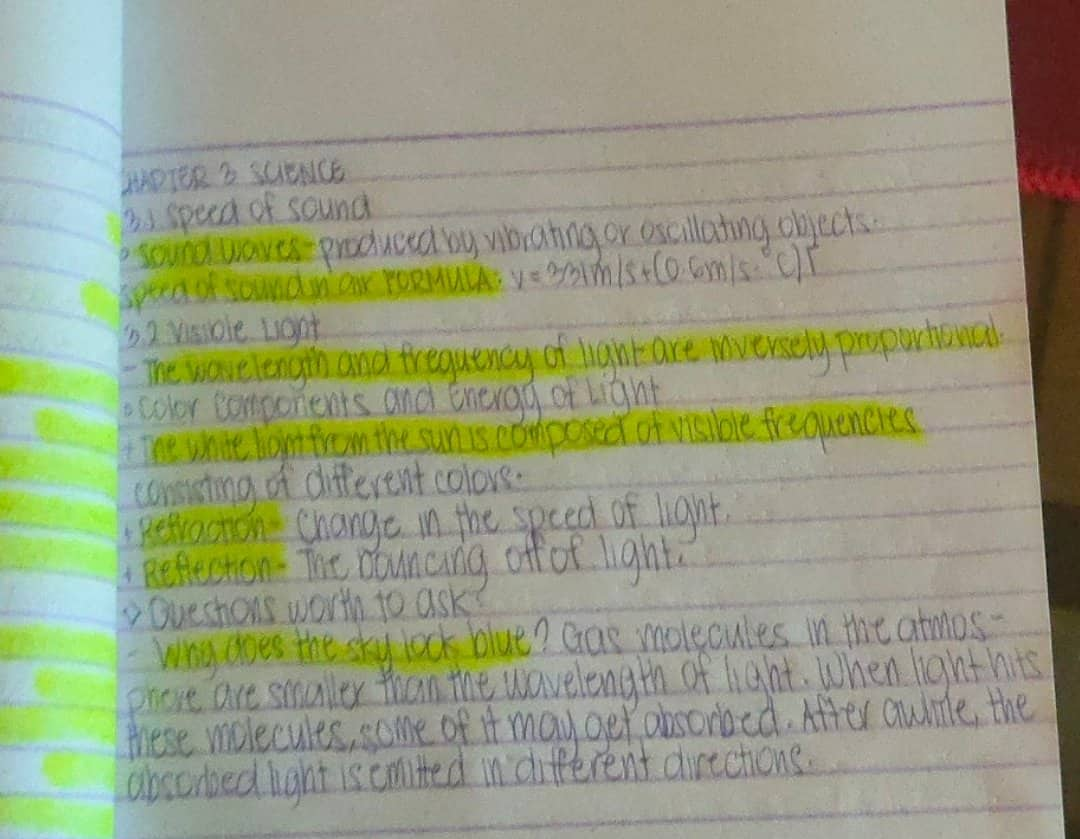 CHAPTER 3 SCIENCE
3.1 Speed of sound
sound waves - produced by vibrating or oscillating objects.
Speed of sound in air FORMULA: v = 331m/s + (0.6m/s·°C)T
3.2 Visible Light
- The wavelength and frequency of light are inversely proportional.
• Color Components and Energy of Light
+ The white light from the sun is composed of visible frequencies
consisting of different colors.
+ Refraction - Change in the speed of light.
+ Reflection - The bouncing off of light.
> Questions worth to ask?
- Why does the sky look blue? Gas molecules in the atmos-
phere are smaller than the wavelength of light. When light hits
these molecules, some of it may get absorbed. After awhile, the
absorbed light is emitted in different directions.